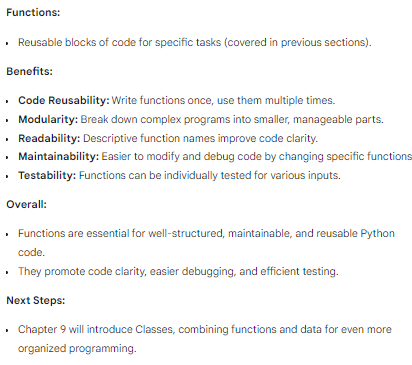 Functions:
• Reusable blocks of code for specific tasks (covered in previous sections).
Benefits:
• Code Reusability: Write functions once, use them multiple times.
• Modularity: Break down complex programs into smaller, manageable parts.
• Readability: Descriptive function names improve code clarity.
• Maintainability: Easier to modify and debug code by changing specific functions
• Testability: Functions can be individually tested for various inputs.
Overall:
• Functions are essential for well-structured, maintainable, and reusable Python
code.
• They promote code clarity, easier debugging, and efficient testing.
Next Steps:
• Chapter 9 will introduce Classes, combining functions and data for even more
organized programming.